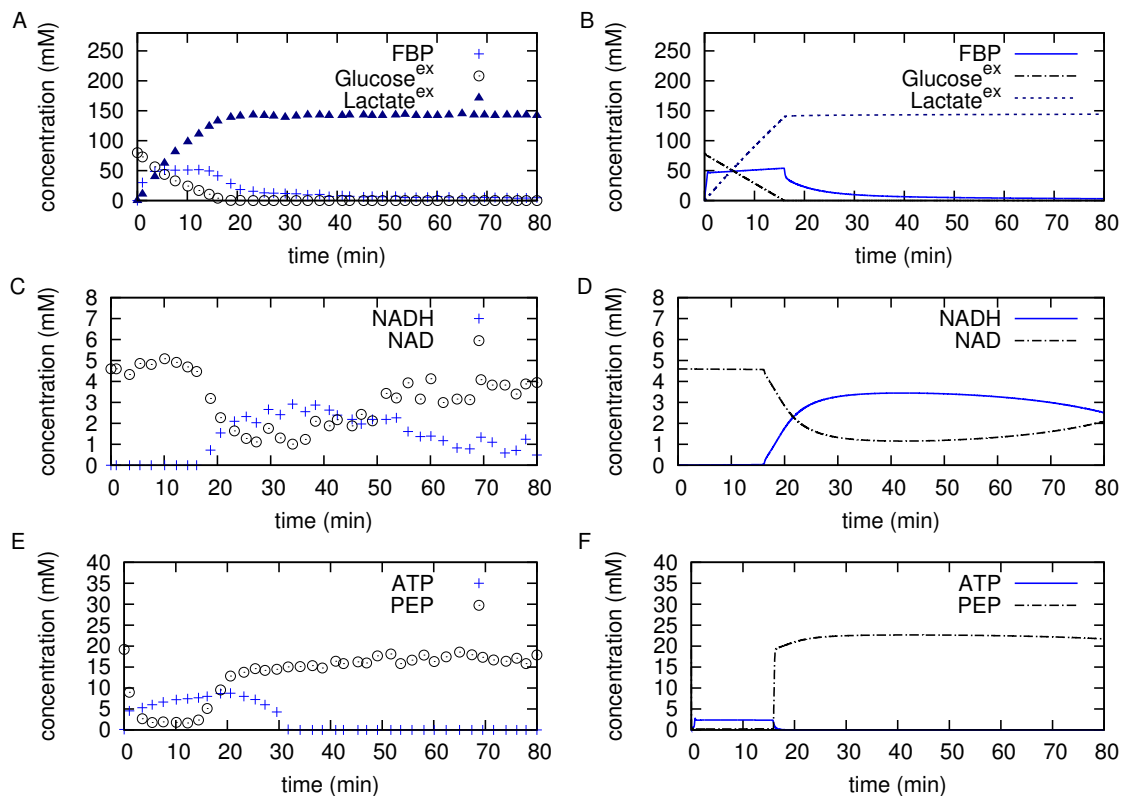 A
concentration (mM)
250
200
150
100
50
0
FBP
Glucose^ex
Lactate^ex
0 10 20 30 40 50 60 70 80
time (min)
B
concentration (mM)
250
200
150
100
50
0
FBP
Glucose^ex
Lactate^ex
0 10 20 30 40 50 60 70 80
time (min)
C
concentration (mM)
8
7
6
5
4
3
2
1
0
NADH
NAD
0 10 20 30 40 50 60 70 80
time (min)
D
concentration (mM)
8
7
6
5
4
3
2
1
0
NADH
NAD
0 10 20 30 40 50 60 70 80
time (min)
E
concentration (mM)
40
35
30
25
20
15
10
5
0
ATP
PEP
0 10 20 30 40 50 60 70 80
time (min)
F
concentration (mM)
40
35
30
25
20
15
10
5
0
ATP
PEP
0 10 20 30 40 50 60 70 80
time (min)